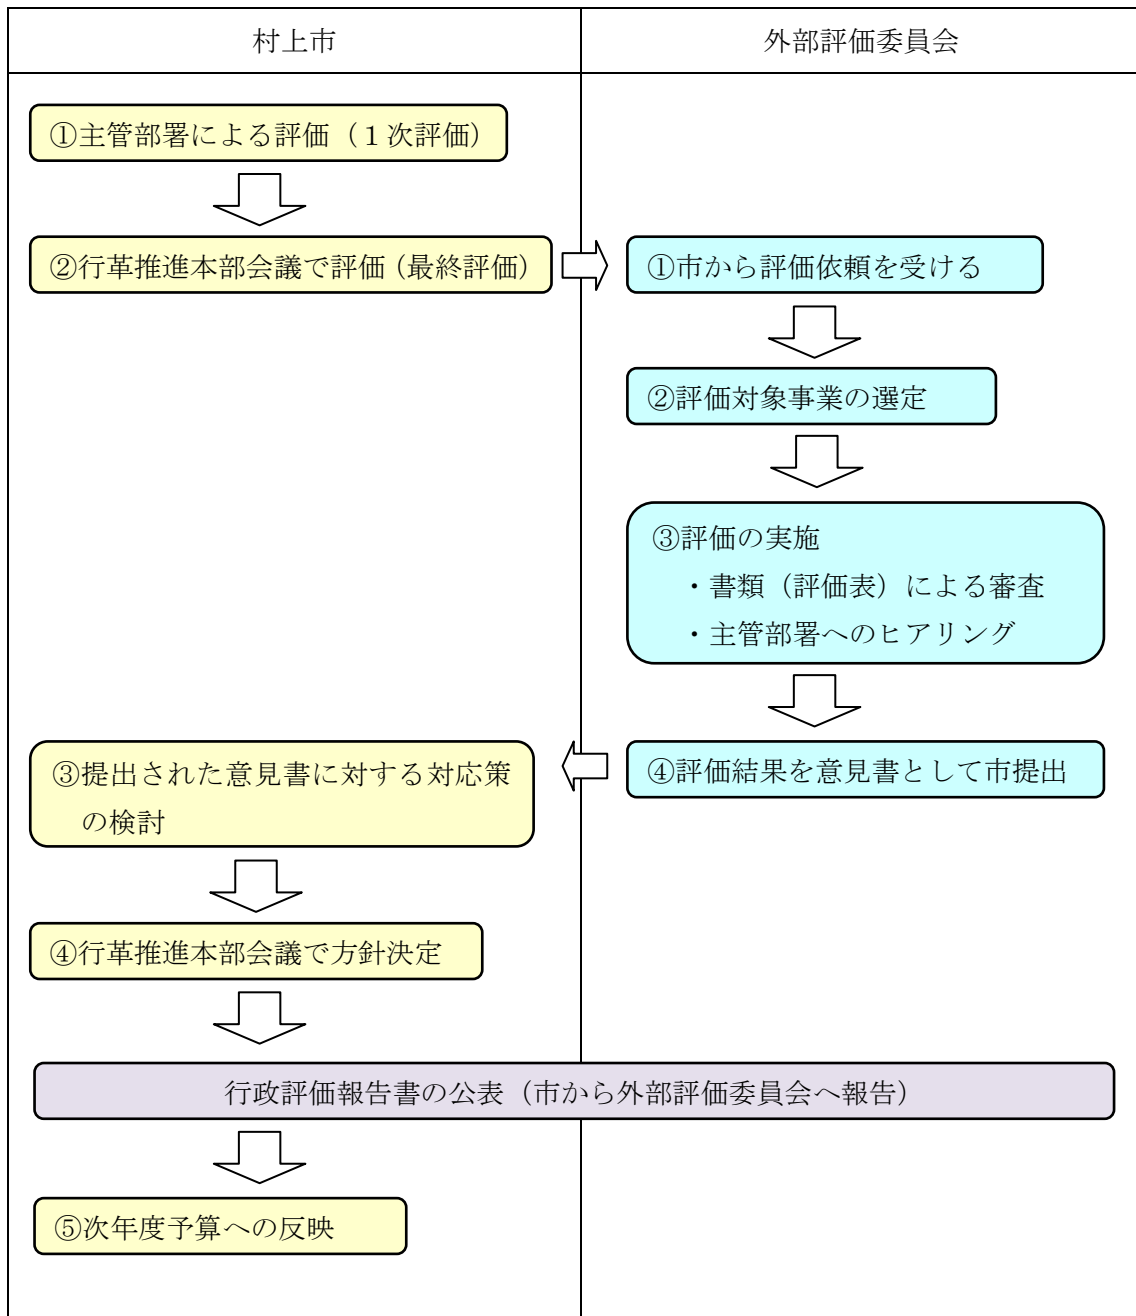 村上市
外部評価委員会
①主管部署による評価（１次評価）
②行革推進本部会議で評価（最終評価）
①市から評価依頼を受ける
②評価対象事業の選定
③評価の実施
・書類（評価表）による審査
・主管部署へのヒアリング
④評価結果を意見書として市提出
③提出された意見書に対する対応策
の検討
④行革推進本部会議で方針決定
行政評価報告書の公表（市から外部評価委員会へ報告）
⑤次年度予算への反映